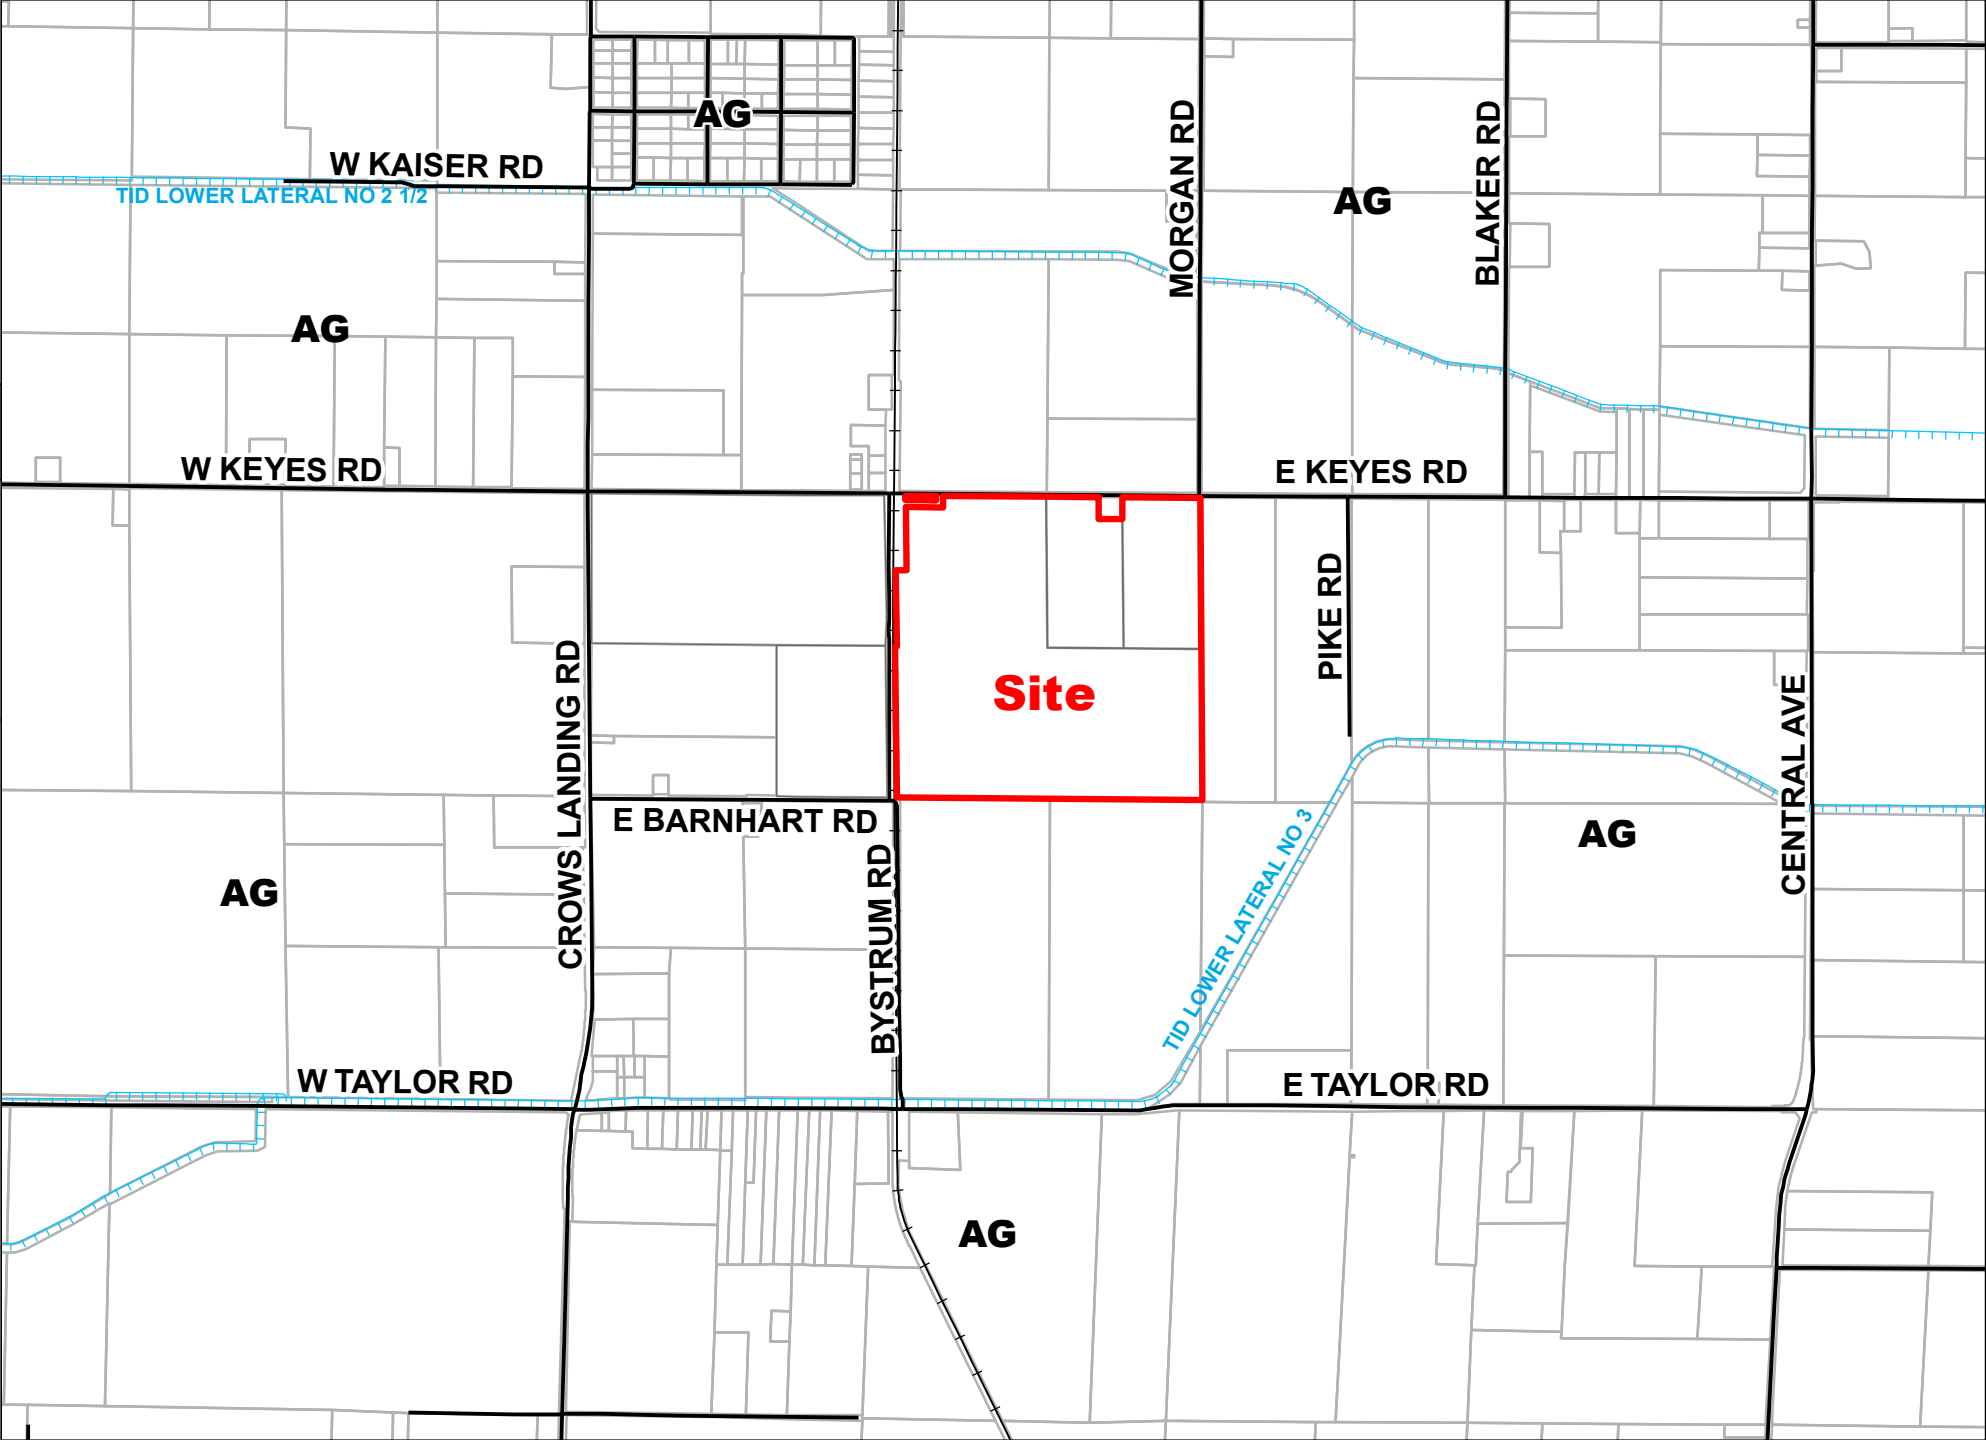 AG
W KAISER RD
TID LOWER LATERAL NO 2 1/2
MORGAN RD
BLAKER RD
AG
AG
W KEYES RD
E KEYES RD
PIKE RD
Site
CROWS LANDING RD
CENTRAL AVE
E BARNHART RD
TID LOWER LATERAL NO 3
AG
AG
BYSTRUM RD
W TAYLOR RD
E TAYLOR RD
AG